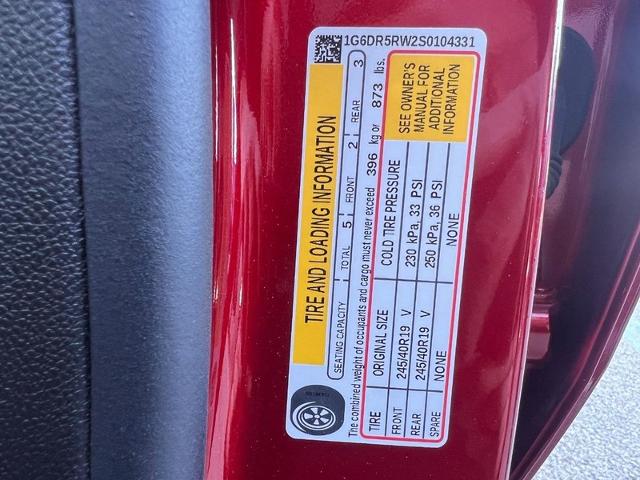 1G6DR5RW2S0104331
TIRE AND LOADING INFORMATION
SEATING CAPACITY TOTAL 5 FRONT 2 REAR 3
The combined weight of occupants and cargo must never exceed 396 kg or 873 lbs.
TIRE ORIGINAL SIZE COLD TIRE PRESSURE
FRONT 245/40R19 V 230 kPa, 33 PSI
REAR 245/40R19 V 250 kPa, 36 PSI
SPARE NONE NONE
SEE OWNER'S
MANUAL FOR
ADDITIONAL
INFORMATION